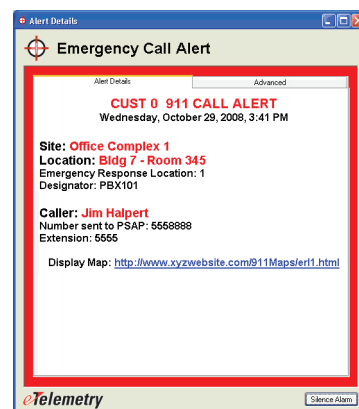 Alert Details
Emergency Call Alert
Alert Details Advanced
CUST 0 911 CALL ALERT
Wednesday, October 29, 2008, 3:41 PM
Site: Office Complex 1
Location: Bldg 7 - Room 345
Emergency Response Location: 1
Designator: PBX101
Caller: Jim Halpert
Number sent to PSAP: 5558888
Extension: 5555
Display Map: http://www.xyzwebsite.com/911Maps/erl1.html
eTelemetry Silence Alarm